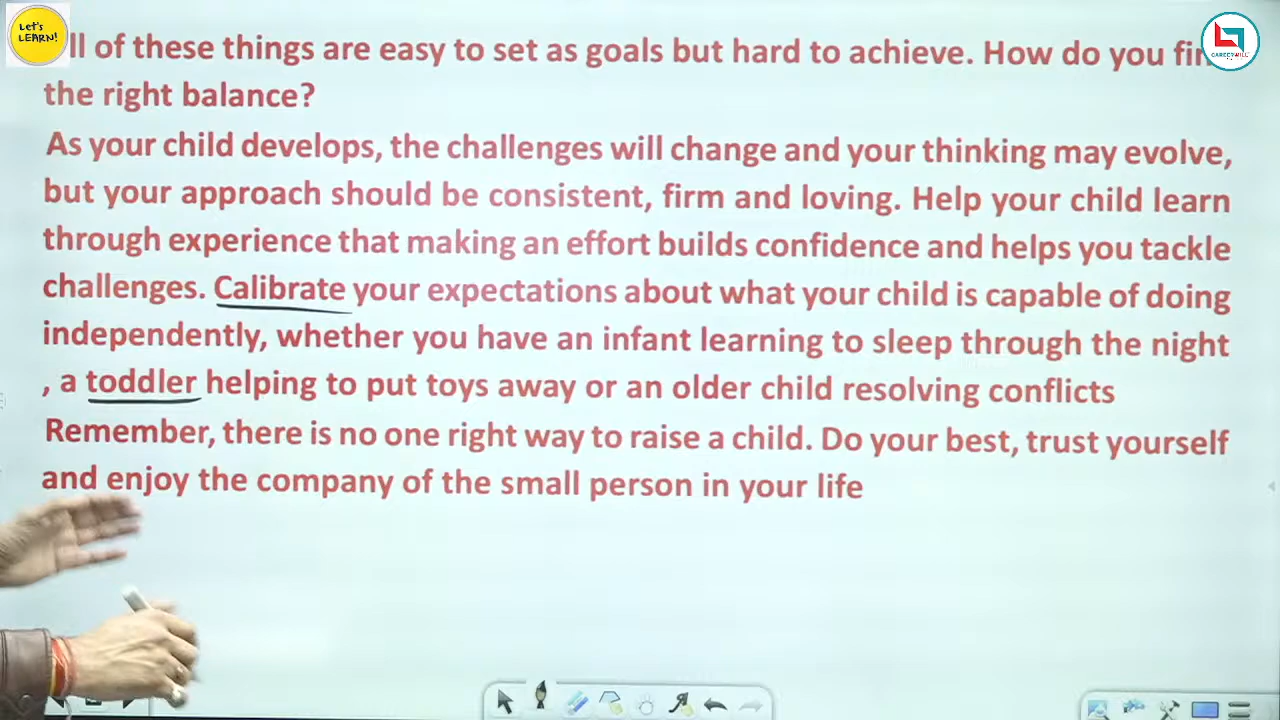 Let's
LEARN!
ll of these things are easy to set as goals but hard to achieve. How do you
the right balance?
As your child develops, the challenges will change and your thinking may evolve,
but your approach should be consistent, firm and loving. Help your child learn
through experience that making an effort builds confidence and helps you tackle
challenges. Calibrate your expectations about what your child is capable of doing
independently, whether you have an infant learning to sleep through the night
, a toddler helping to put toys away or an older child resolving conflicts
Remember, there is no one right way to raise a child. Do your best, trust yourself
and enjoy the company of the small person in your life